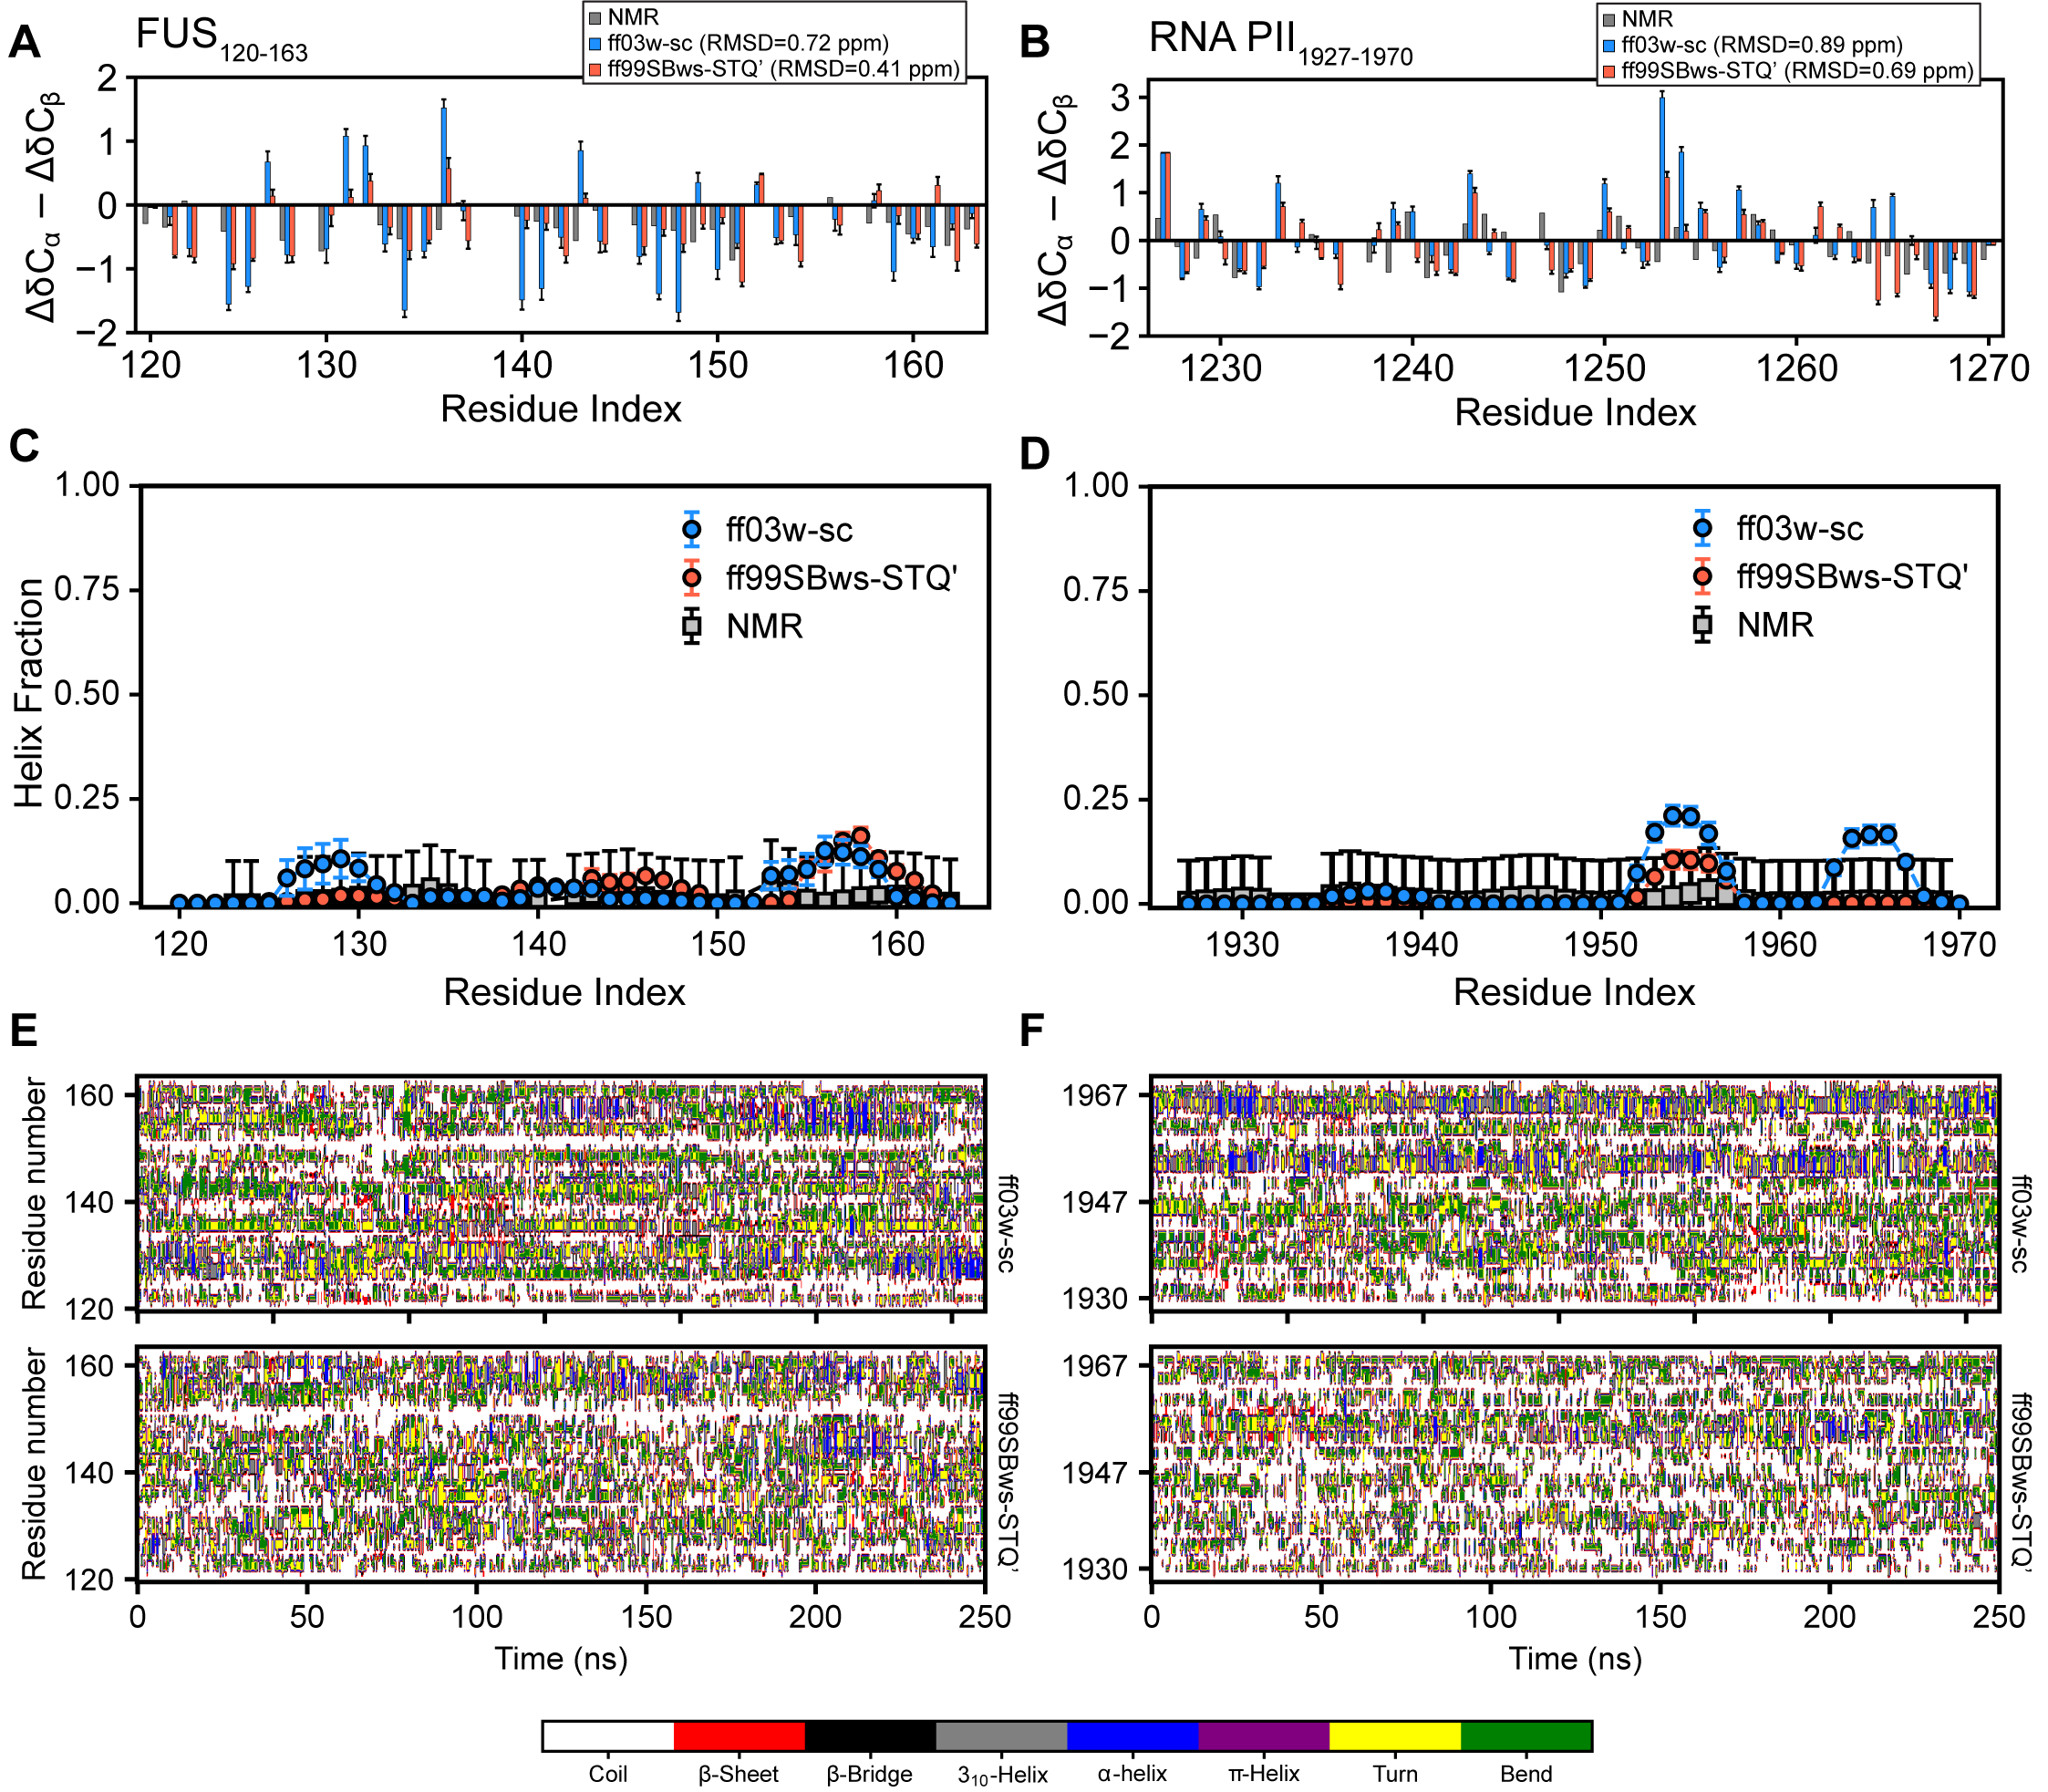 A
FUS120-163
NMR
ff03w-sc (RMSD=0.72 ppm)
ff99SBws-STQ' (RMSD=0.41 ppm)
ΔδCα − ΔδCβ
2
1
0
−1
−2
120
130
140
150
160
Residue Index
B
RNA PII1927-1970
NMR
ff03w-sc (RMSD=0.89 ppm)
ff99SBws-STQ' (RMSD=0.69 ppm)
ΔδCα − ΔδCβ
3
2
1
0
−1
−2
1230
1240
1250
1260
1270
Residue Index
C
Helix Fraction
1.00
0.75
0.50
0.25
0.00
ff03w-sc
ff99SBws-STQ'
NMR
120
130
140
150
160
Residue Index
D
1.00
0.75
0.50
0.25
0.00
ff03w-sc
ff99SBws-STQ'
NMR
1930
1940
1950
1960
1970
Residue Index
E
Residue number
160
140
120
ff03w-sc
Residue number
160
140
120
ff99SBws-STQ'
0
50
100
150
200
250
Time (ns)
F
1967
1947
1930
ff03w-sc
1967
1947
1930
ff99SBws-STQ'
0
50
100
150
200
250
Time (ns)
Coil
β-Sheet
β-Bridge
3₁₀-Helix
α-helix
π-Helix
Turn
Bend